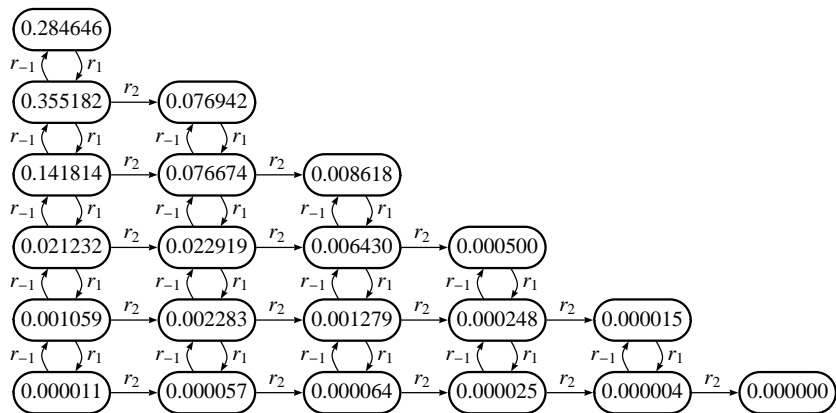 0.284646
r₋₁ r₁
0.355182 r₂ 0.076942
r₋₁ r₁ r₋₁ r₁
0.141814 r₂ 0.076674 r₂ 0.008618
r₋₁ r₁ r₋₁ r₁ r₋₁ r₁
0.021232 r₂ 0.022919 r₂ 0.006430 r₂ 0.000500
r₋₁ r₁ r₋₁ r₁ r₋₁ r₁ r₋₁ r₁
0.001059 r₂ 0.002283 r₂ 0.001279 r₂ 0.000248 r₂ 0.000015
r₋₁ r₁ r₋₁ r₁ r₋₁ r₁ r₋₁ r₁ r₋₁ r₁
0.000011 r₂ 0.000057 r₂ 0.000064 r₂ 0.000025 r₂ 0.000004 r₂ 0.000000